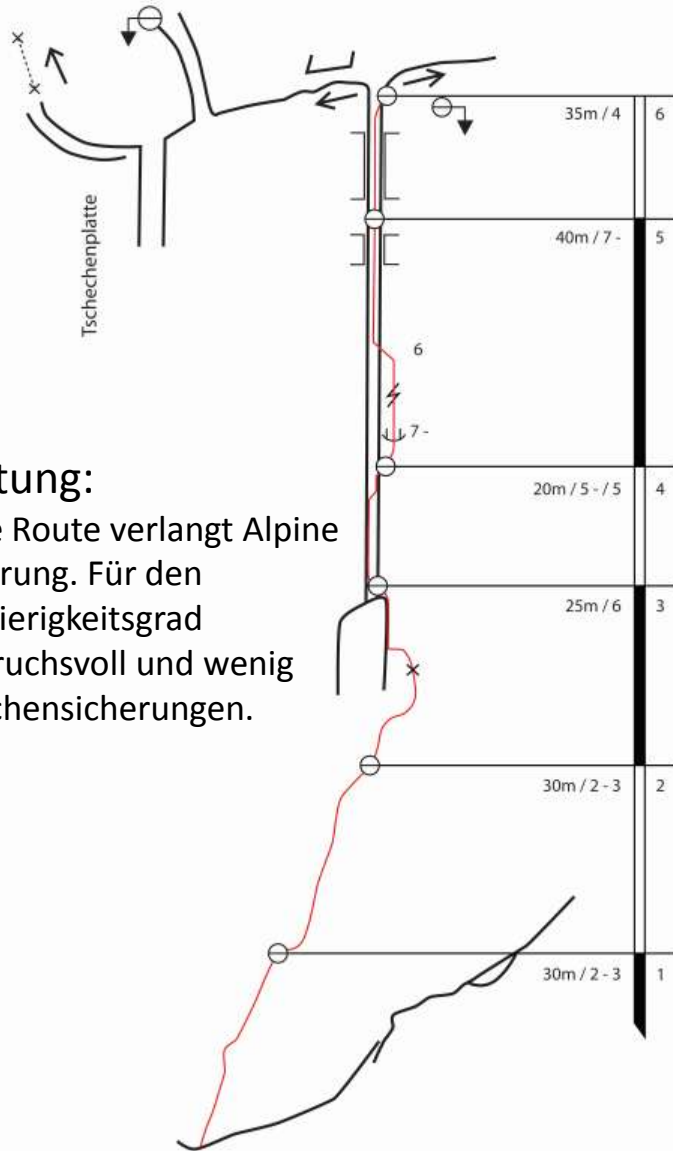 35m / 4 6
40m / 7 - 5
Tschechenplatte
6
7 -
tung:
e Route verlangt Alpine
rung. Für den
ierigkeitsgrad
ruchsvoll und wenig
chensicherungen.
20m / 5 - / 5 4
25m / 6 3
30m / 2 - 3 2
30m / 2 - 3 1